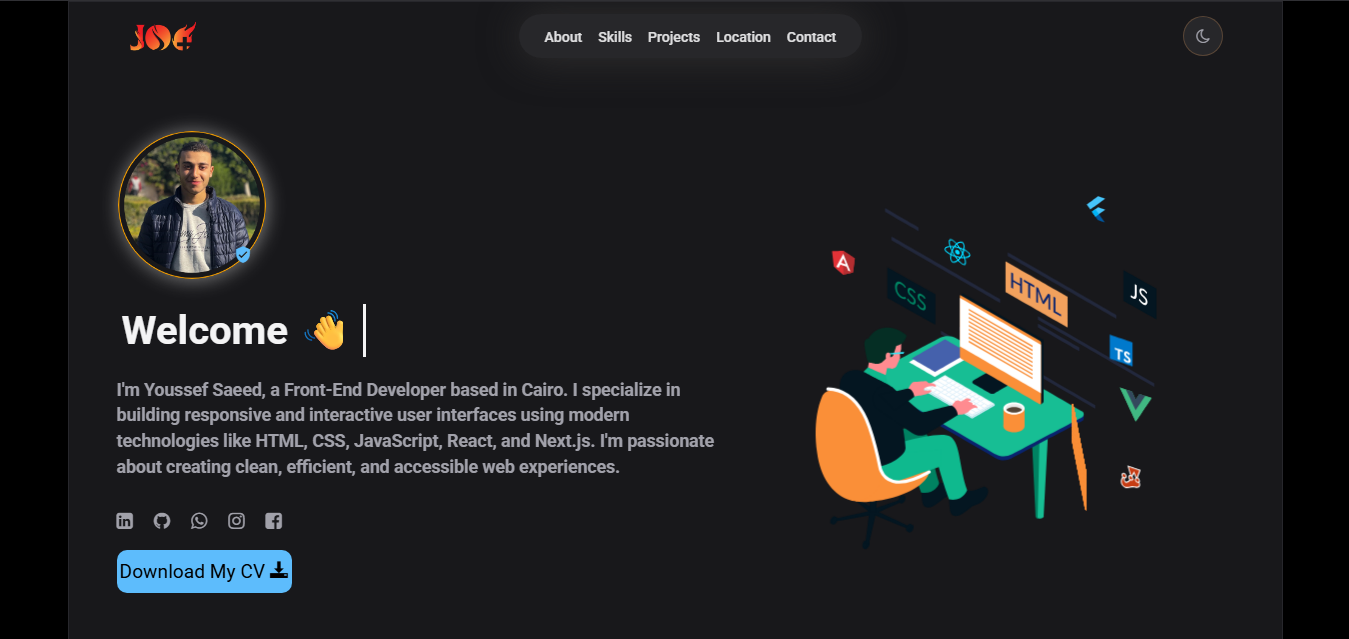 JOE
About Skills Projects Location Contact
Welcome 👋
I'm Youssef Saeed, a Front-End Developer based in Cairo. I specialize in
building responsive and interactive user interfaces using modern
technologies like HTML, CSS, JavaScript, React, and Next.js. I'm passionate
about creating clean, efficient, and accessible web experiences.
Download My CV
A
CSS
HTML
JS
TS